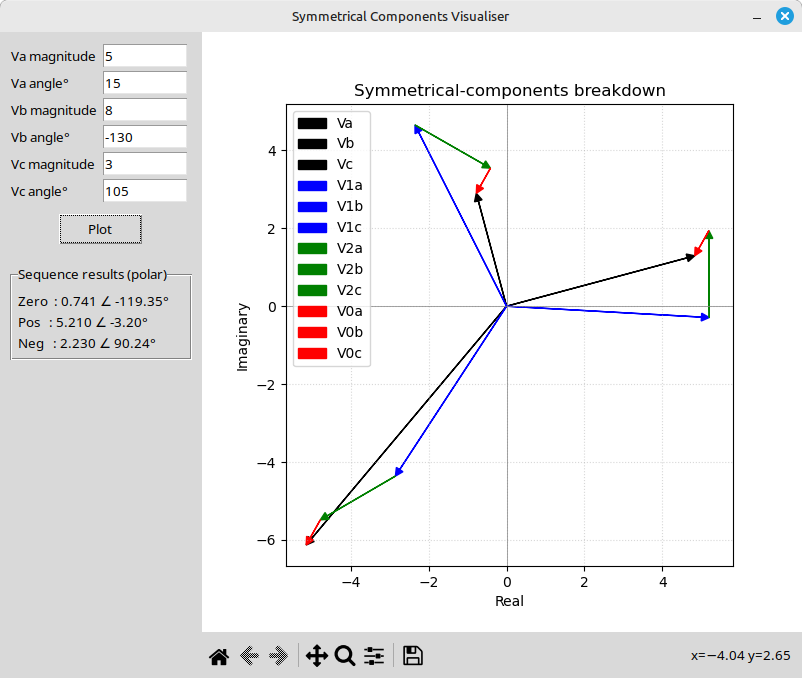 Symmetrical Components Visualiser
Va magnitude 5
Va angle° 15
Vb magnitude 8
Vb angle° -130
Vc magnitude 3
Vc angle° 105
Plot
Sequence results (polar)
Zero : 0.741 ∠ -119.35°
Pos : 5.210 ∠ -3.20°
Neg : 2.230 ∠ 90.24°
Symmetrical-components breakdown
Va
Vb
Vc
V1a
V1b
V1c
V2a
V2b
V2c
V0a
V0b
V0c
Imaginary
4
2
0
−2
−4
−6
−4 −2 0 2 4
Real
x=−4.04 y=2.65